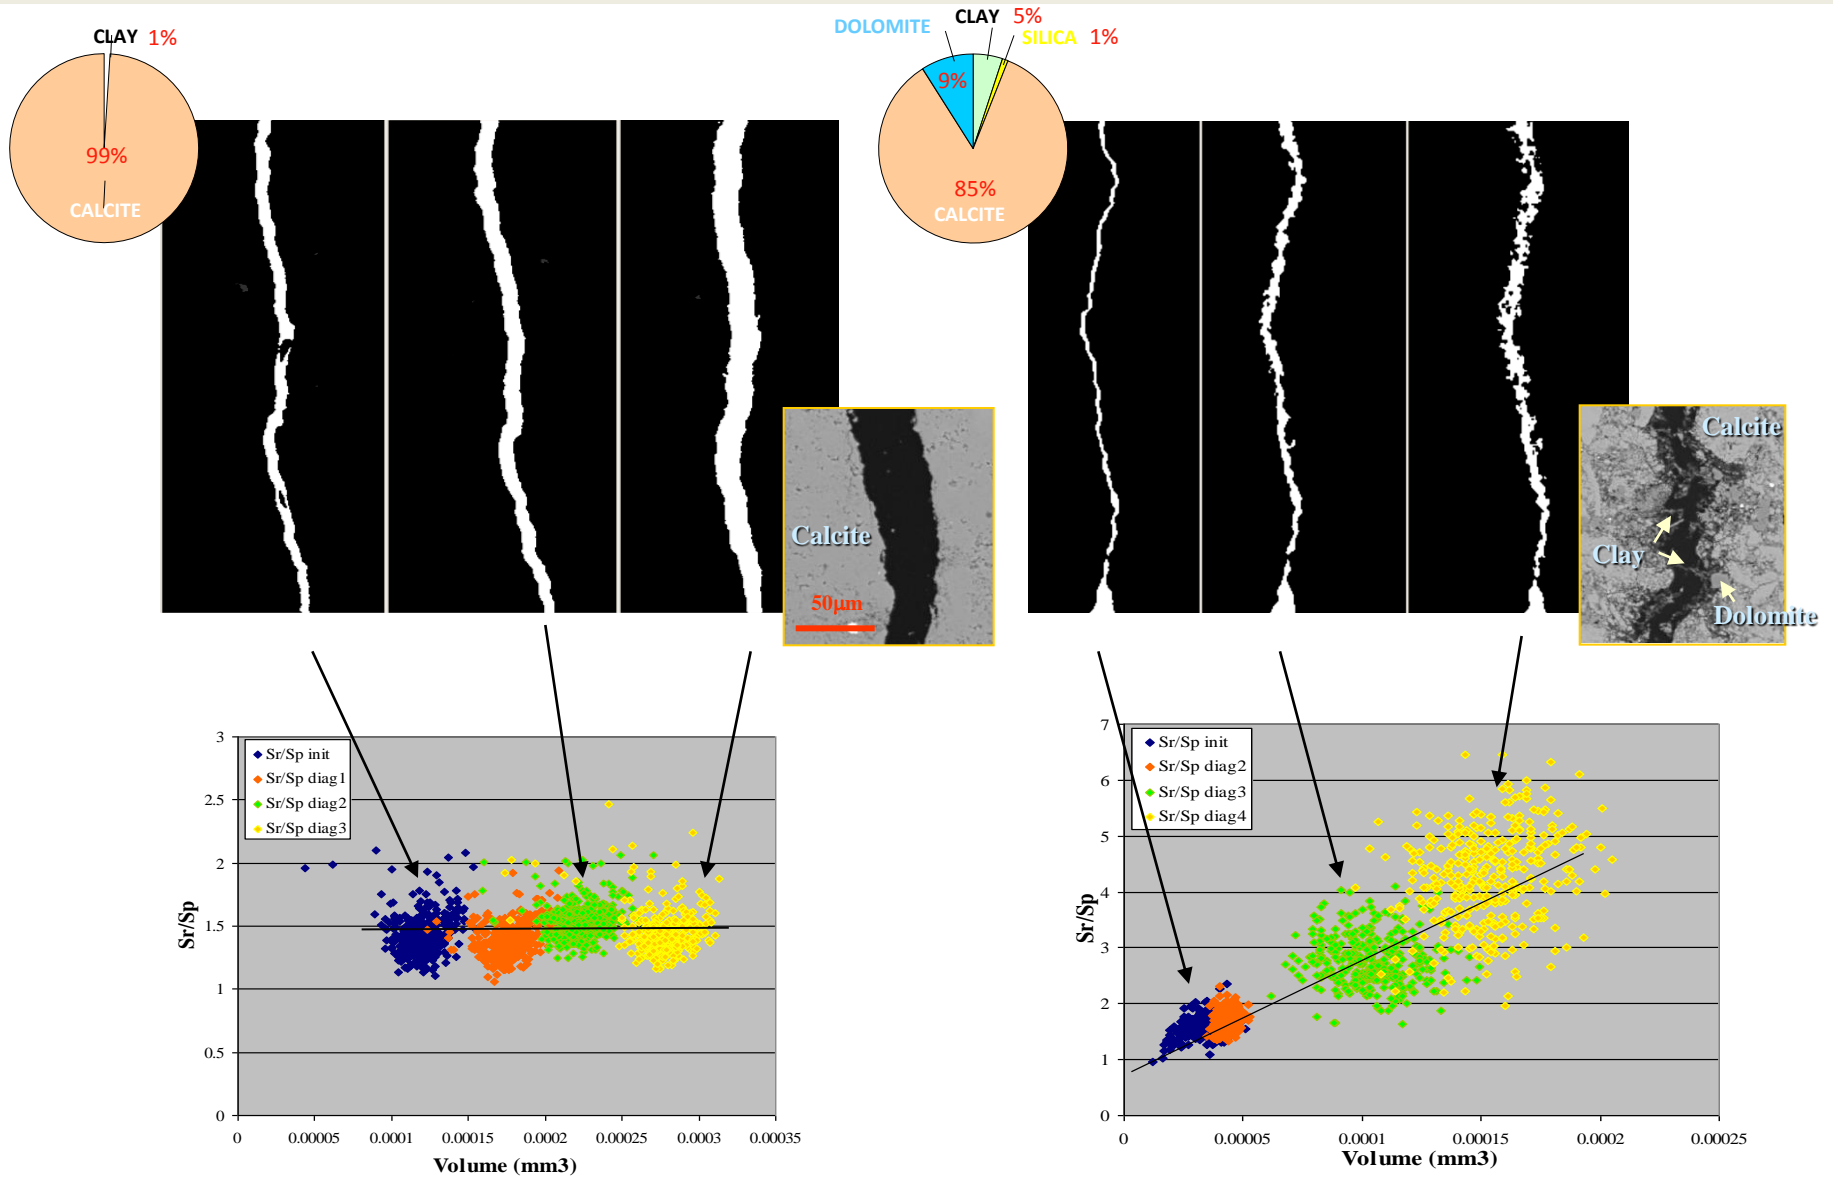 CLAY 1%
99%
CALCITE
DOLOMITE
CLAY 5%
SILICA 1%
9%
85%
CALCITE
Calcite
50µm
Calcite
Clay
Dolomite
3
2.5
2
1.5
1
0.5
0
Sr/Sp
Sr/Sp init
Sr/Sp diag1
Sr/Sp diag2
Sr/Sp diag3
0 0.00005 0.0001 0.00015 0.0002 0.00025 0.0003 0.00035
Volume (mm3)
7
6
5
4
3
2
1
0
Sr/Sp
Sr/Sp init
Sr/Sp diag2
Sr/Sp diag3
Sr/Sp diag4
0 0.00005 0.0001 0.00015 0.0002 0.00025
Volume (mm3)